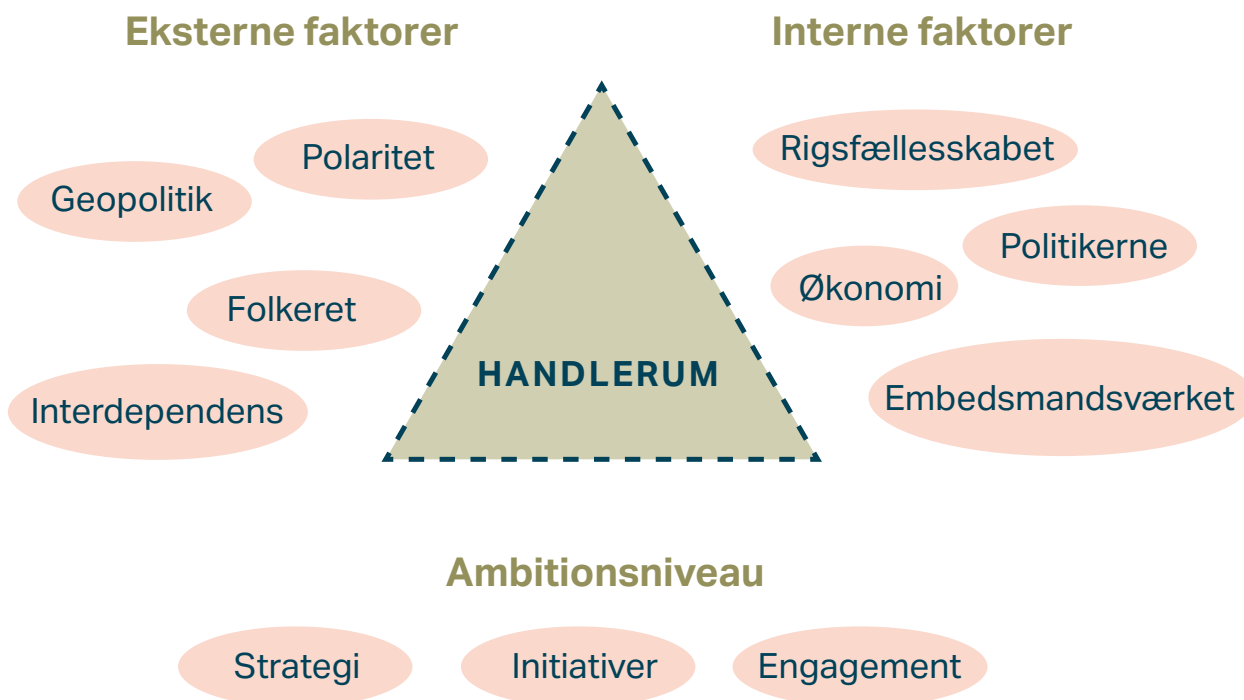 Eksterne faktorer
Interne faktorer
Polaritet
Geopolitik
Folkeret
Interdependens
Rigsfællesskabet
Politikerne
Økonomi
Embedsmandsværket
HANDLERUM
Ambitionsniveau
Strategi
Initiativer
Engagement